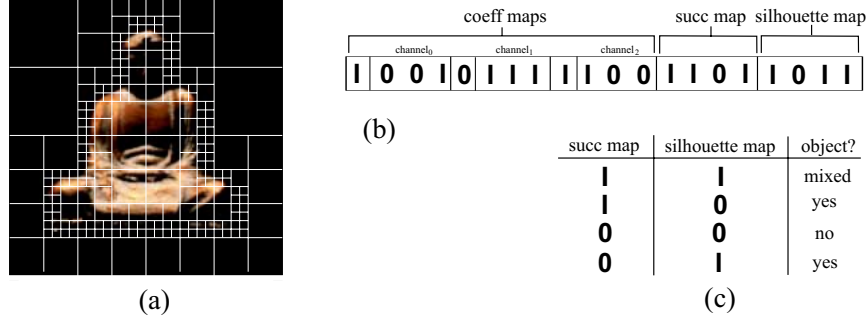 coeff maps succ map silhouette map
channel0 channel1 channel2
1 0 0 1 0 1 1 1 1 1 0 0 1 1 0 1 1 0 1 1
(b)
succ map silhouette map object?
1 1 mixed
1 0 yes
0 0 no
0 1 yes
(a)
(c)